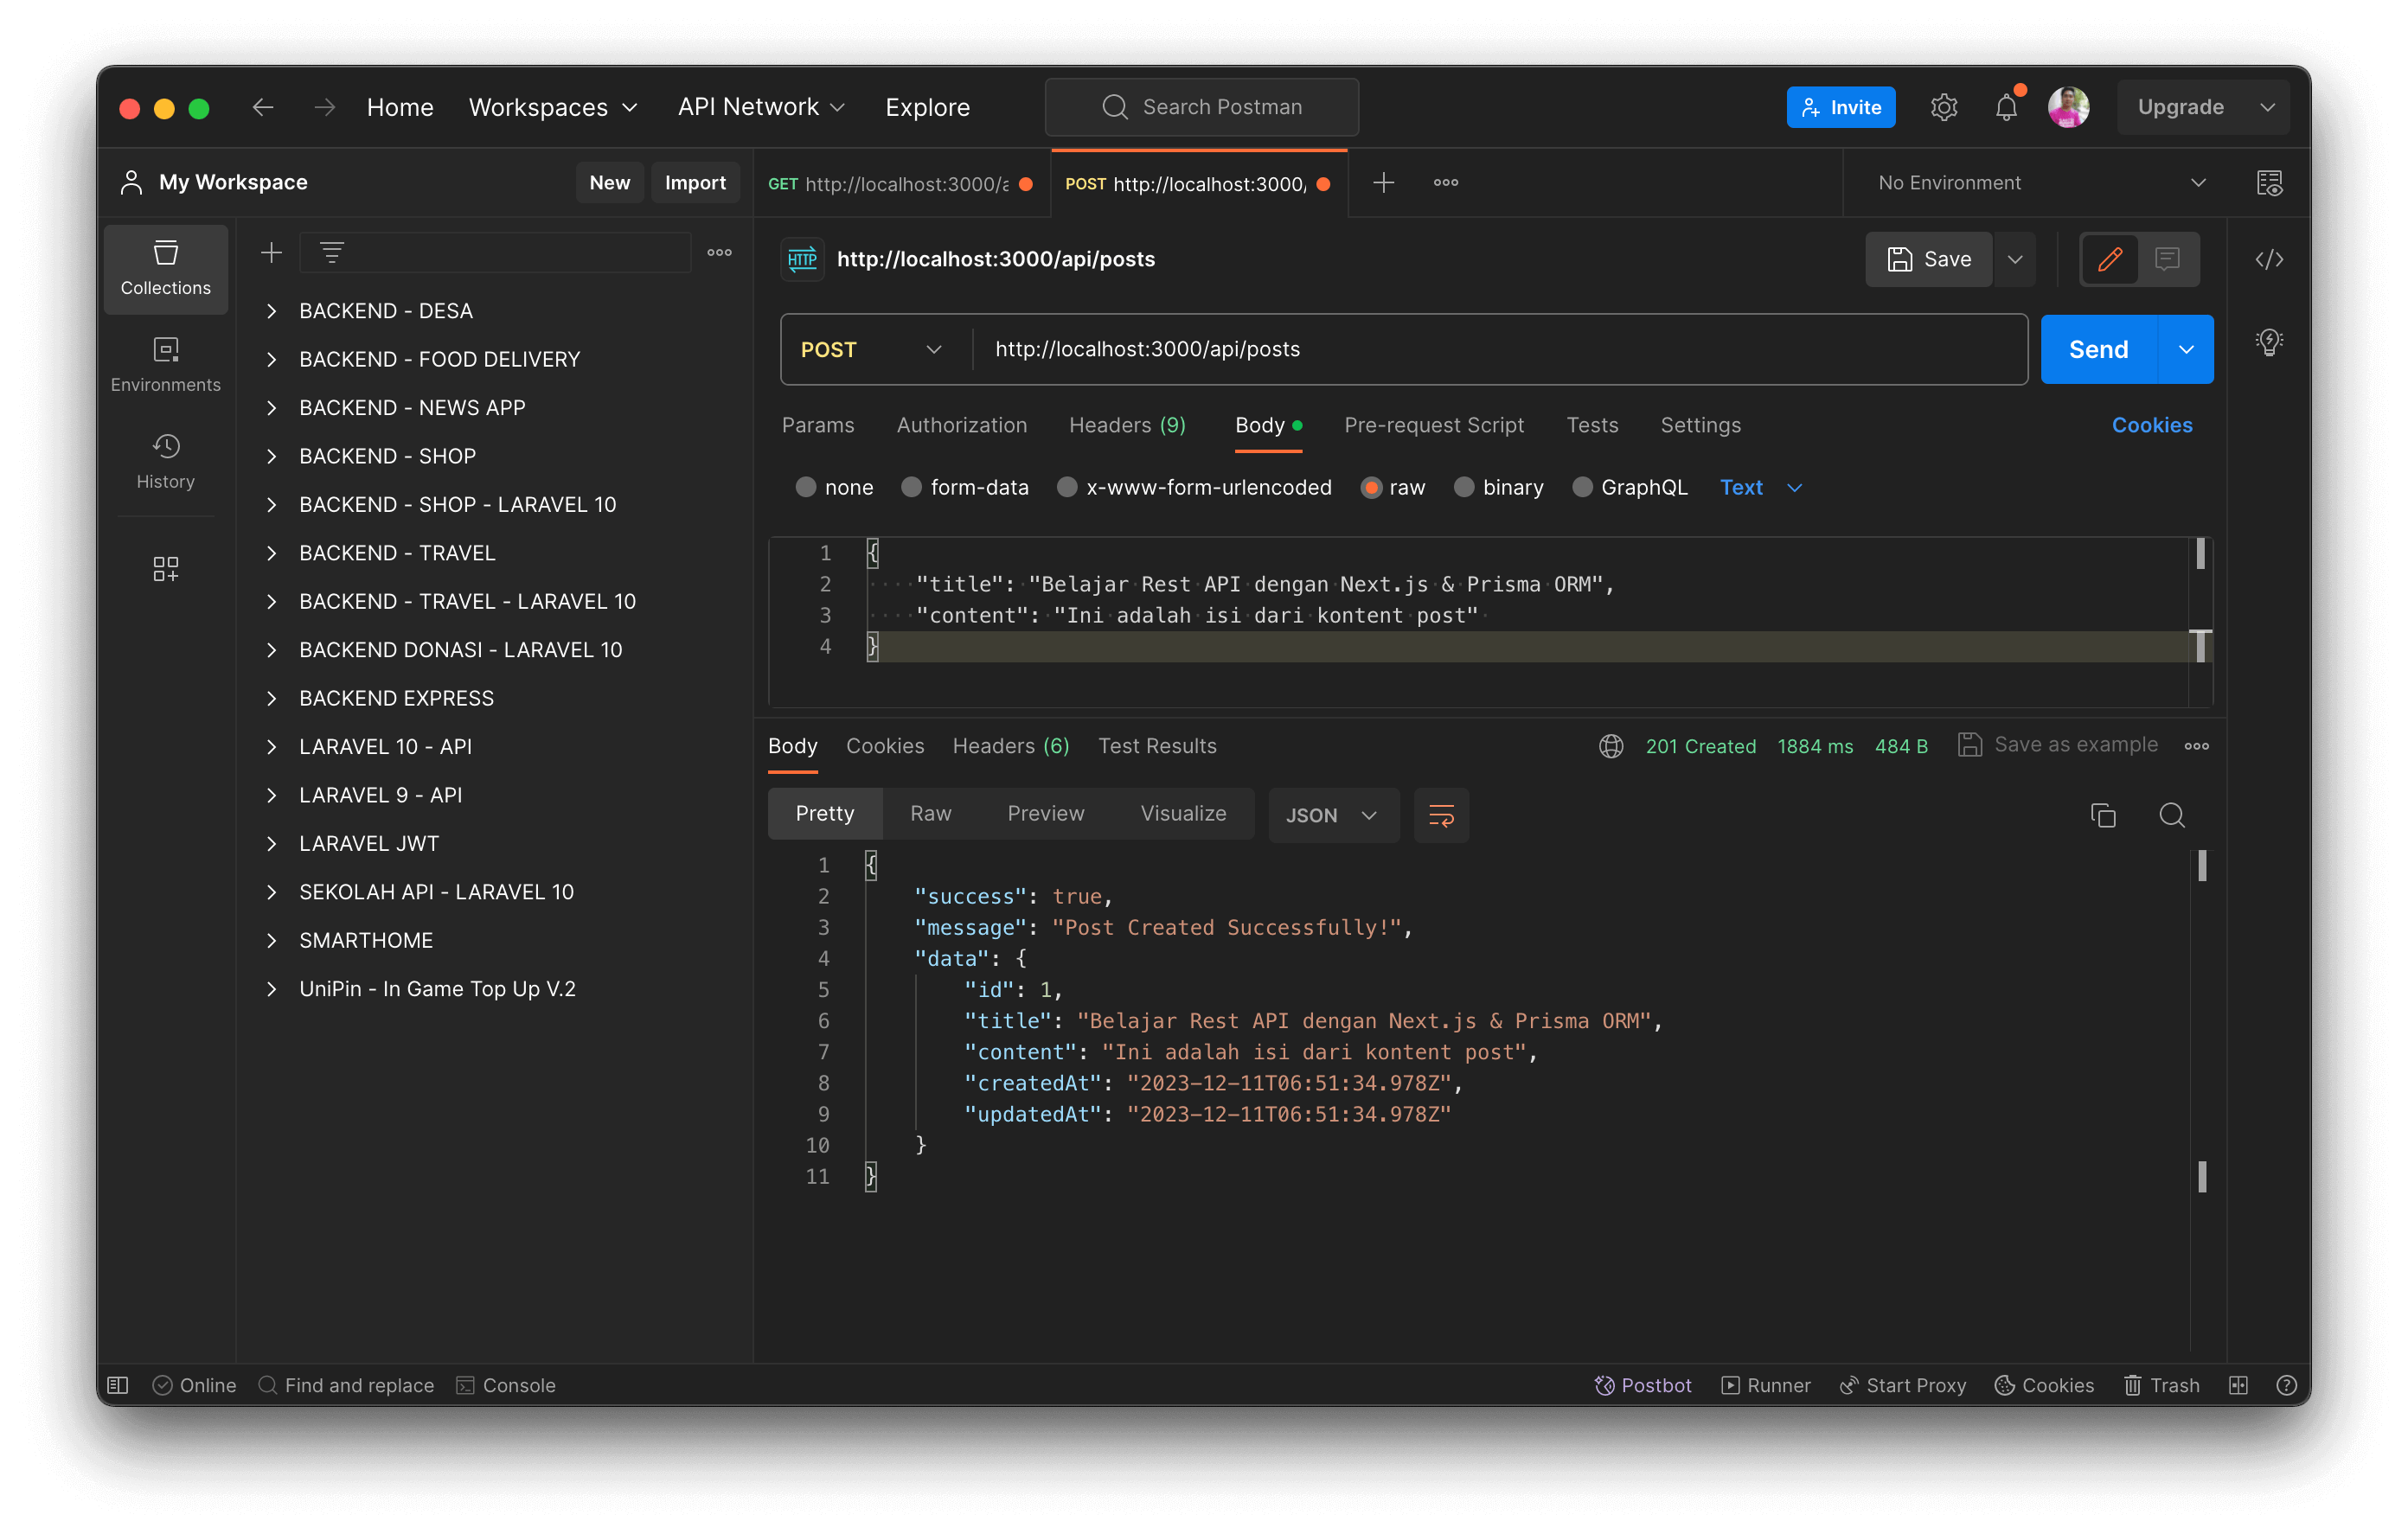 Home Workspaces API Network Explore Search Postman Invite Upgrade
My Workspace New Import
GET http://localhost:3000/a POST http://localhost:3000/ No Environment
Collections
Environments
History
BACKEND - DESA
BACKEND - FOOD DELIVERY
BACKEND - NEWS APP
BACKEND - SHOP
BACKEND - SHOP - LARAVEL 10
BACKEND - TRAVEL
BACKEND - TRAVEL - LARAVEL 10
BACKEND DONASI - LARAVEL 10
BACKEND EXPRESS
LARAVEL 10 - API
LARAVEL 9 - API
LARAVEL JWT
SEKOLAH API - LARAVEL 10
SMARTHOME
UniPin - In Game Top Up V.2
HTTP http://localhost:3000/api/posts Save
POST http://localhost:3000/api/posts Send
Params Authorization Headers (9) Body Pre-request Script Tests Settings Cookies
none form-data x-www-form-urlencoded raw binary GraphQL Text
1 {
2 "title": "Belajar Rest API dengan Next.js & Prisma ORM",
3 "content": "Ini adalah isi dari kontent post"
4 }
Body Cookies Headers (6) Test Results 201 Created 1884 ms 484 B Save as example
Pretty Raw Preview Visualize JSON
1 {
2 "success": true,
3 "message": "Post Created Successfully!",
4 "data": {
5 "id": 1,
6 "title": "Belajar Rest API dengan Next.js & Prisma ORM",
7 "content": "Ini adalah isi dari kontent post",
8 "createdAt": "2023-12-11T06:51:34.978Z",
9 "updatedAt": "2023-12-11T06:51:34.978Z"
10 }
11 }
Online Find and replace Console Postbot Runner Start Proxy Cookies Trash